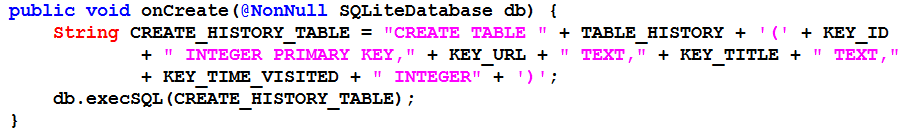 public void onCreate(@NonNull SQLiteDatabase db) {
    String CREATE_HISTORY_TABLE = "CREATE TABLE " + TABLE_HISTORY + '(' + KEY_ID
            + " INTEGER PRIMARY KEY," + KEY_URL + " TEXT," + KEY_TITLE + " TEXT,"
            + KEY_TIME_VISITED + " INTEGER" + ')';
    db.execSQL(CREATE_HISTORY_TABLE);
}